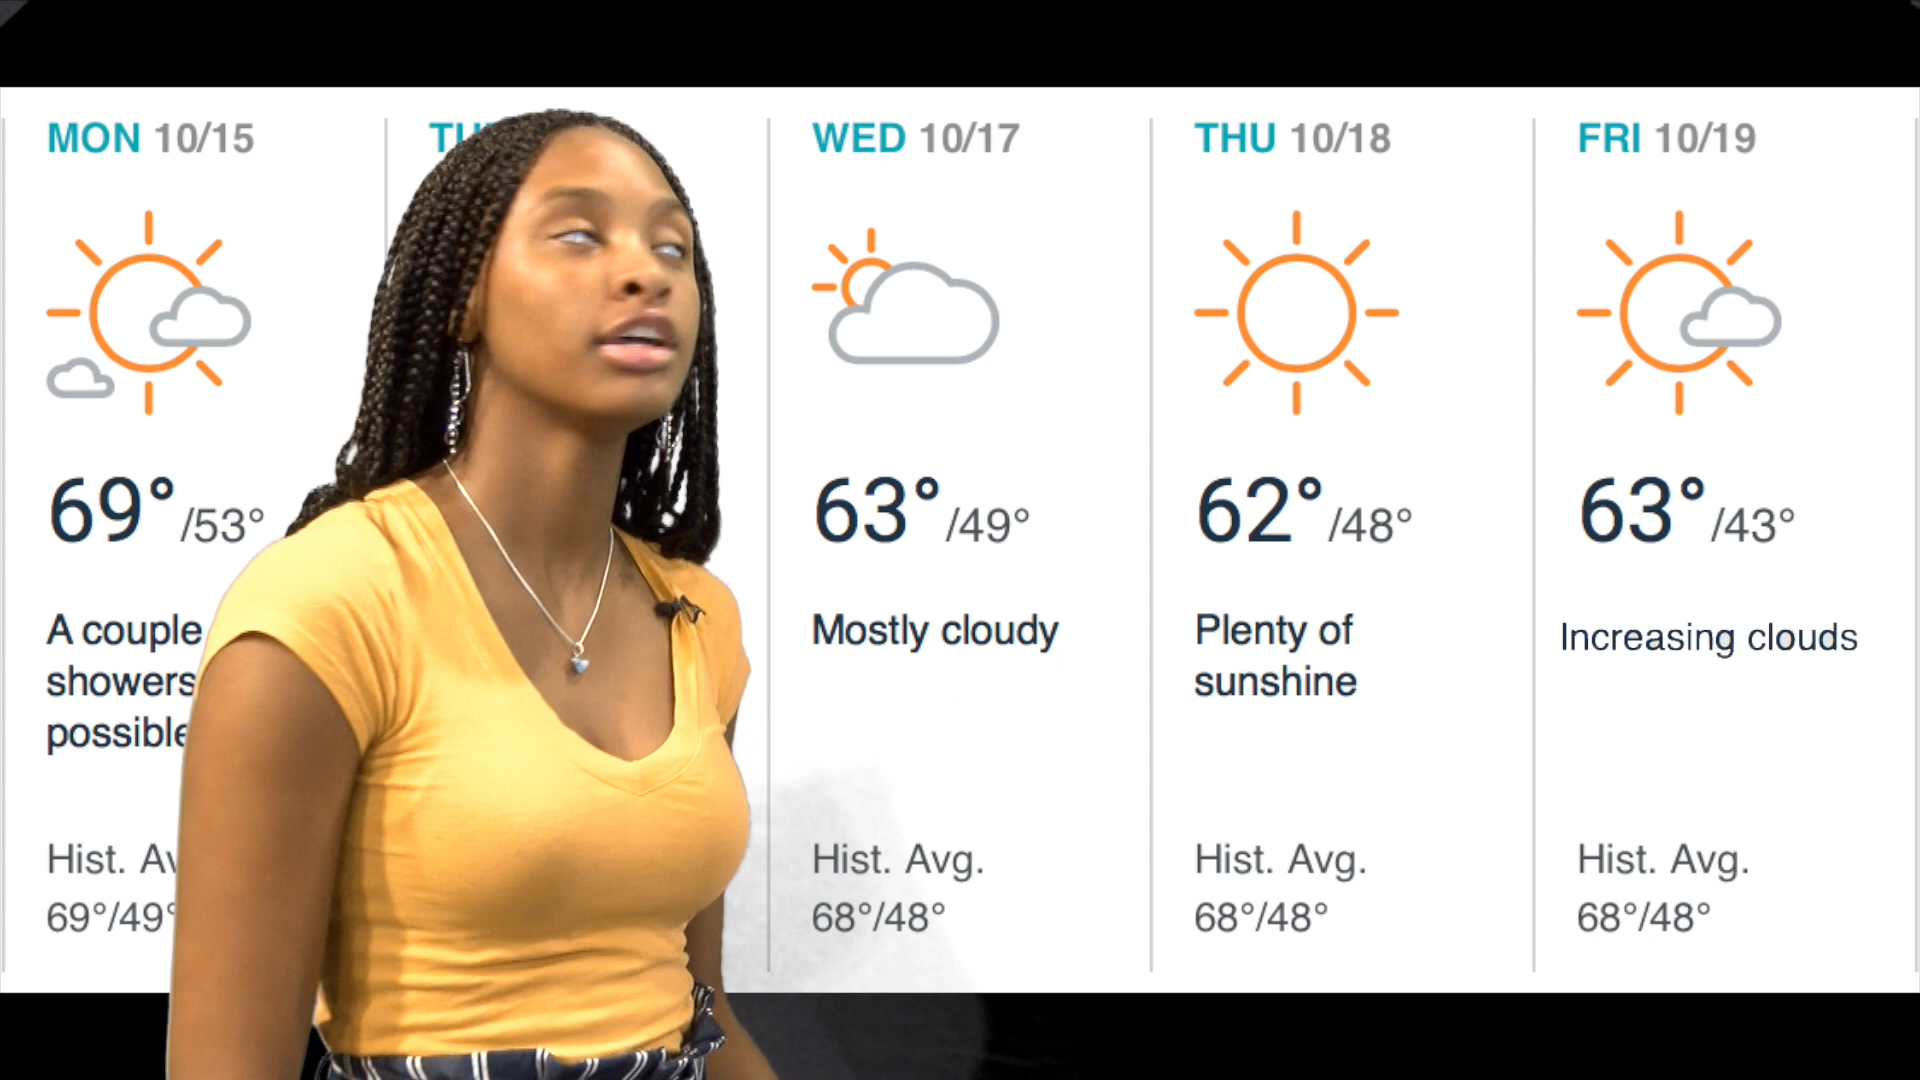 MON 10/15
69°/53°
A couple
showers
possible
Hist.
69°/49°
WED 10/17
63°/49°
Mostly cloudy
Hist. Avg.
68°/48°
THU 10/18
62°/48°
Plenty of
sunshine
Hist. Avg.
68°/48°
FRI 10/19
63°/43°
Increasing clouds
Hist. Avg.
68°/48°